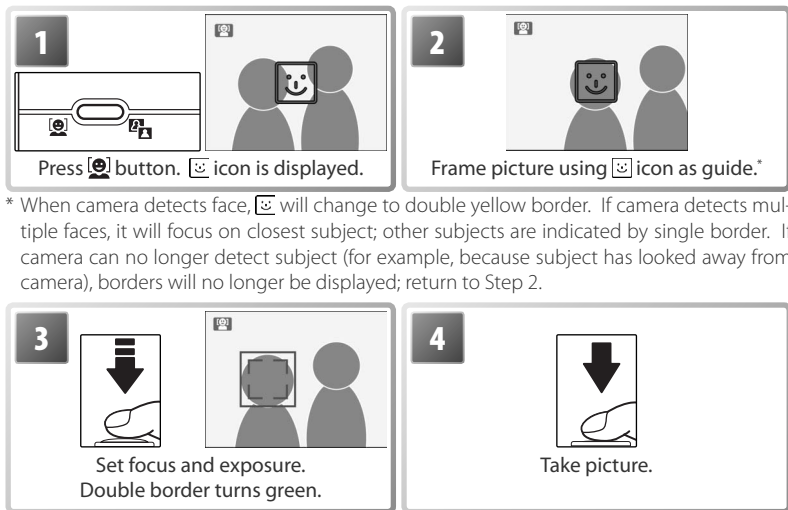 1
2
Press button. icon is displayed.
Frame picture using icon as guide.*
* When camera detects face, will change to double yellow border. If camera detects mul-
tiple faces, it will focus on closest subject; other subjects are indicated by single border. If
camera can no longer detect subject (for example, because subject has looked away from
camera), borders will no longer be displayed; return to Step 2.
3
4
Set focus and exposure.
Double border turns green.
Take picture.